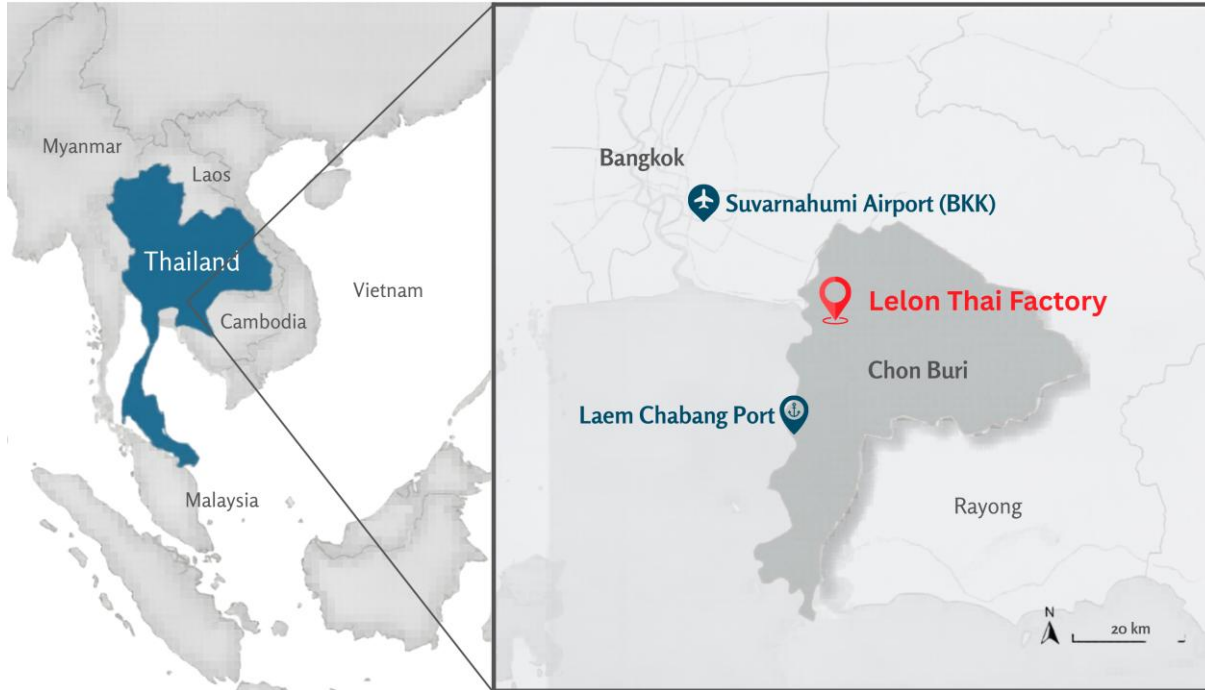 Myanmar
Laos
Thailand
Vietnam
Cambodia
Malaysia
Bangkok
Suvarnahumi Airport (BKK)
Lelon Thai Factory
Chon Buri
Laem Chabang Port
Rayong
N
20 km